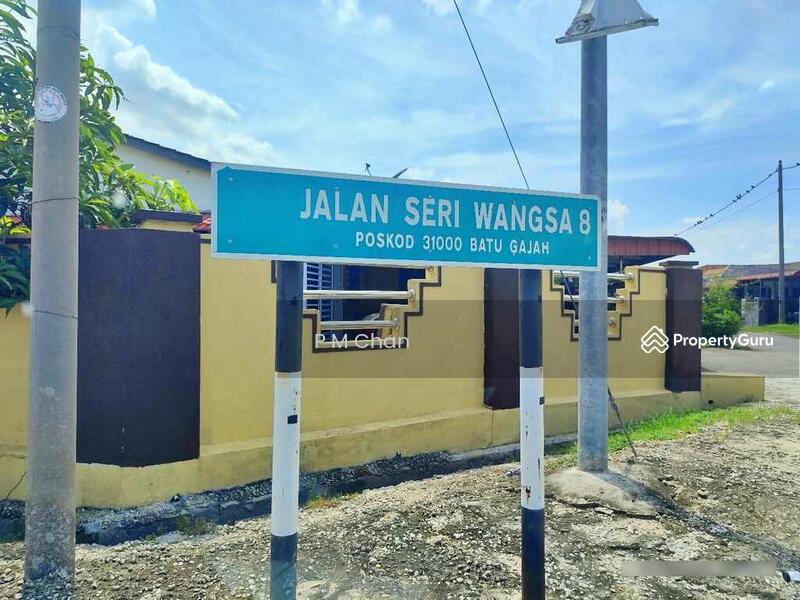 JALAN SERI WANGSA 8
POSKOD 31000 BATU GAJAH
P M Chan
PropertyGuru